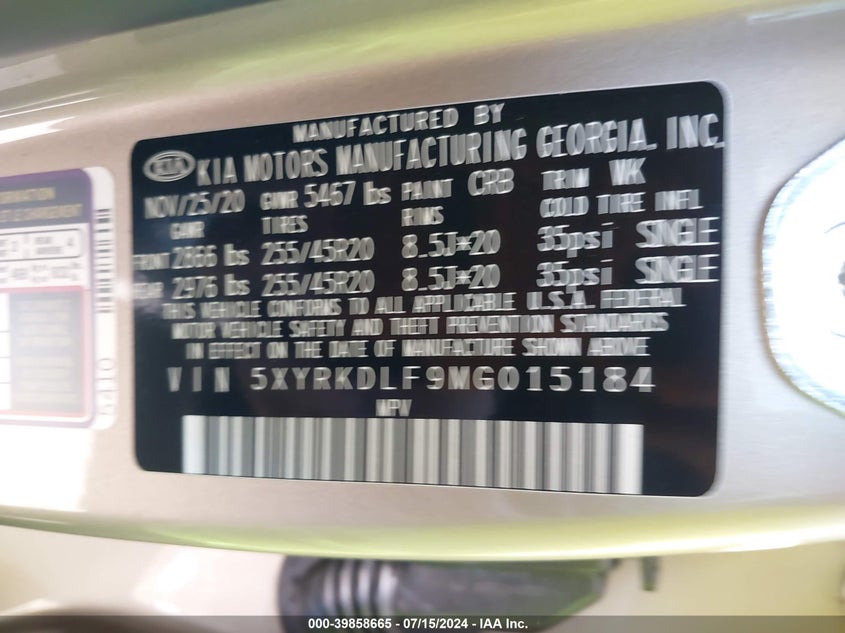 MANUFACTURED BY
KIA KIA MOTORS MANUFACTURING GEORGIA. INC.
NOV/25/20 GVWR 5467 lbs PAINT CRB TRIM WK
GAWR TIRES RIMS COLD TIRE INFL
FRONT 2866 lbs 255/45R20 8.5J*20 35psi SINGLE
REAR 2976 lbs 255/45R20 8.5J*20 35psi SINGLE
THIS VEHICLE CONFORMS TO ALL APPLICABLE U.S.A. FEDERAL
MOTOR VEHICLE SAFETY AND THEFT PREVENTION STANDARDS
IN EFFECT ON THE DATE OF MANUFACTURE SHOWN ABOVE
VIN 5XYRKDLF9MG015184
MPV
000-39858665 - 07/15/2024 - IAA Inc.